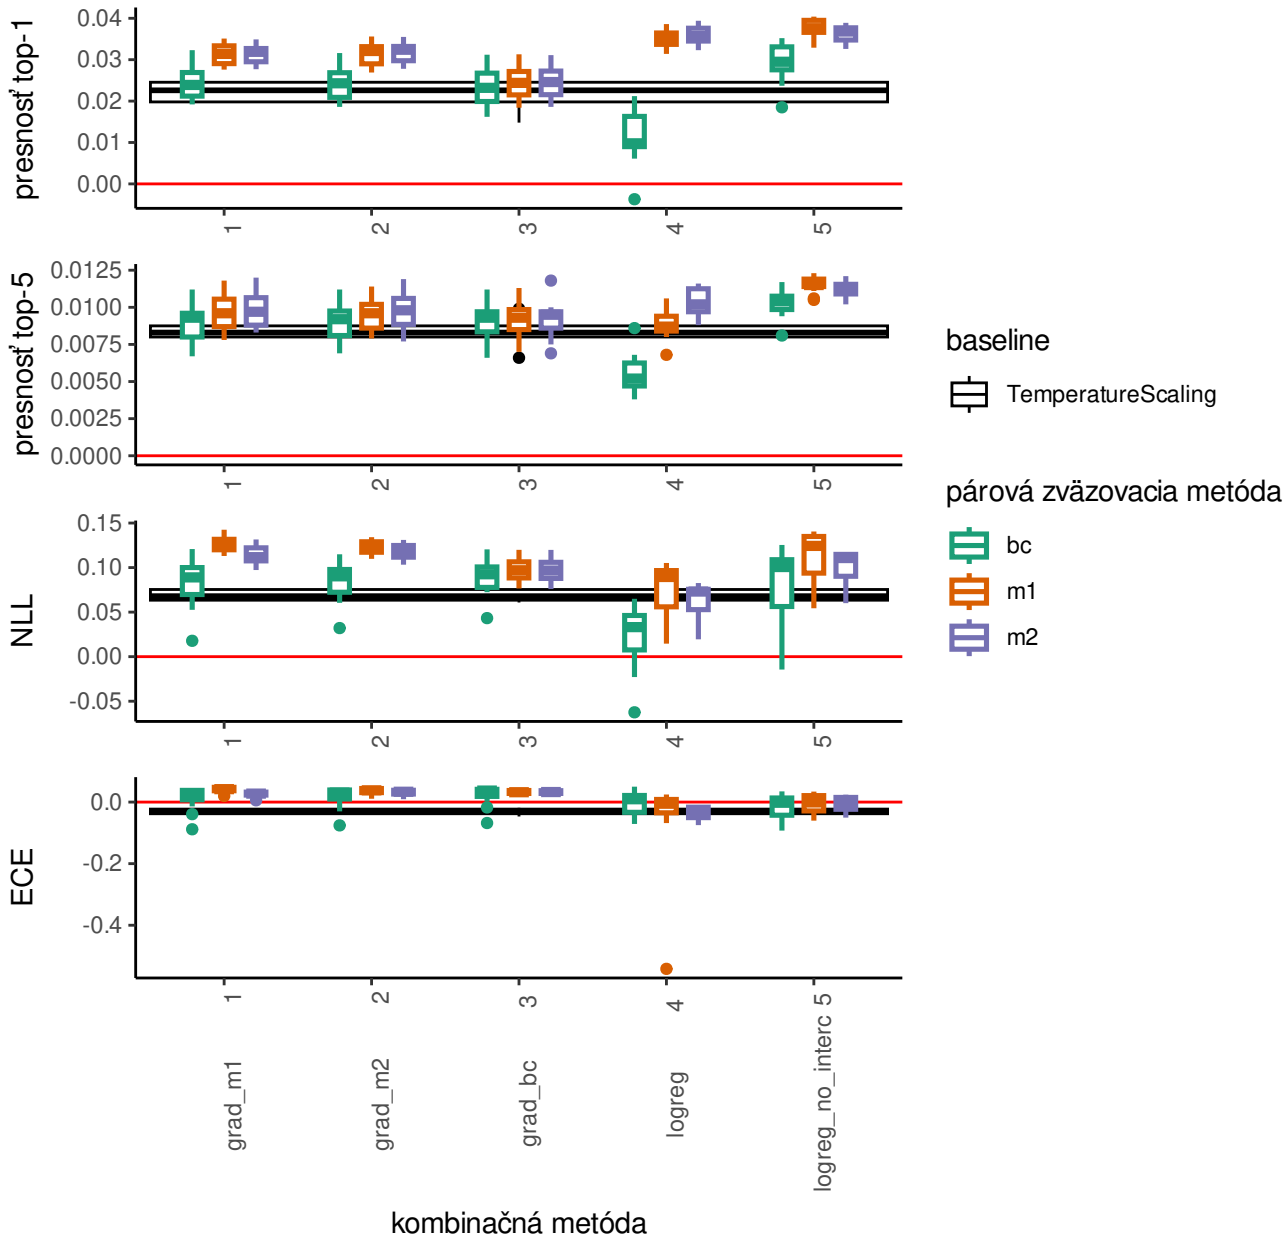 presnosť top-1
0.04
0.03
0.02
0.01
0.00
1 2 3 4 5
presnosť top-5
0.0125
0.0100
0.0075
0.0050
0.0025
0.0000
1 2 3 4 5
NLL
0.15
0.10
0.05
0.00
-0.05
1 2 3 4 5
ECE
0.0
-0.2
-0.4
1 2 3 4 5
grad_m1 grad_m2 grad_bc logreg logreg_no_interc
kombinačná metóda
baseline
TemperatureScaling
párová zväzovacia metóda
bc
m1
m2